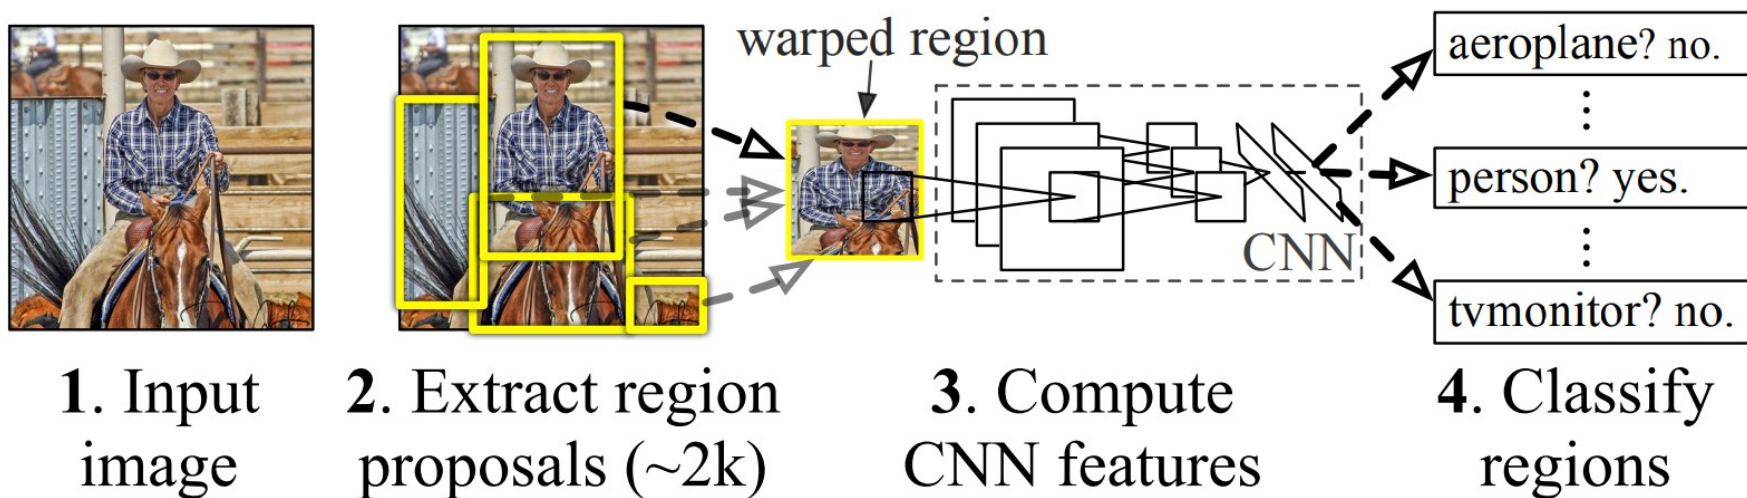 warped region
aeroplane? no.
person? yes.
CNN
tvmonitor? no.
1. Input
image
2. Extract region
proposals (~2k)
3. Compute
CNN features
4. Classify
regions